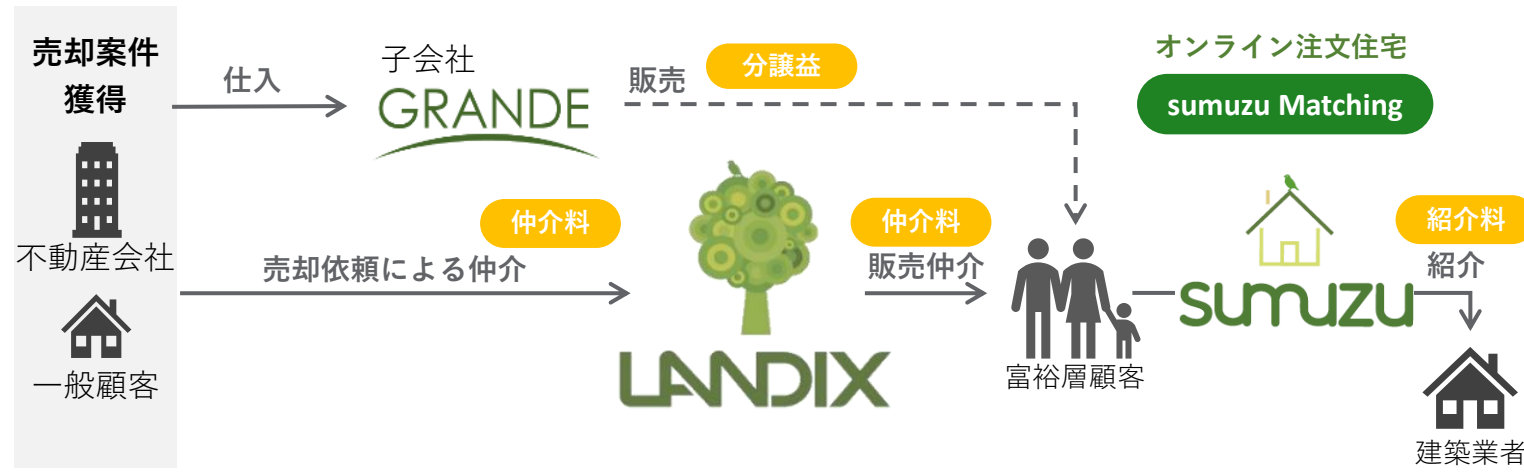 売却案件
獲得
不動産会社
一般顧客
仕入
子会社
GRANDE
販売
分譲益
売却依頼による仲介
仲介料
LANDIX
仲介料
販売仲介
富裕層顧客
オンライン注文住宅
sumuzu Matching
sumuzu
紹介料
紹介
建築業者